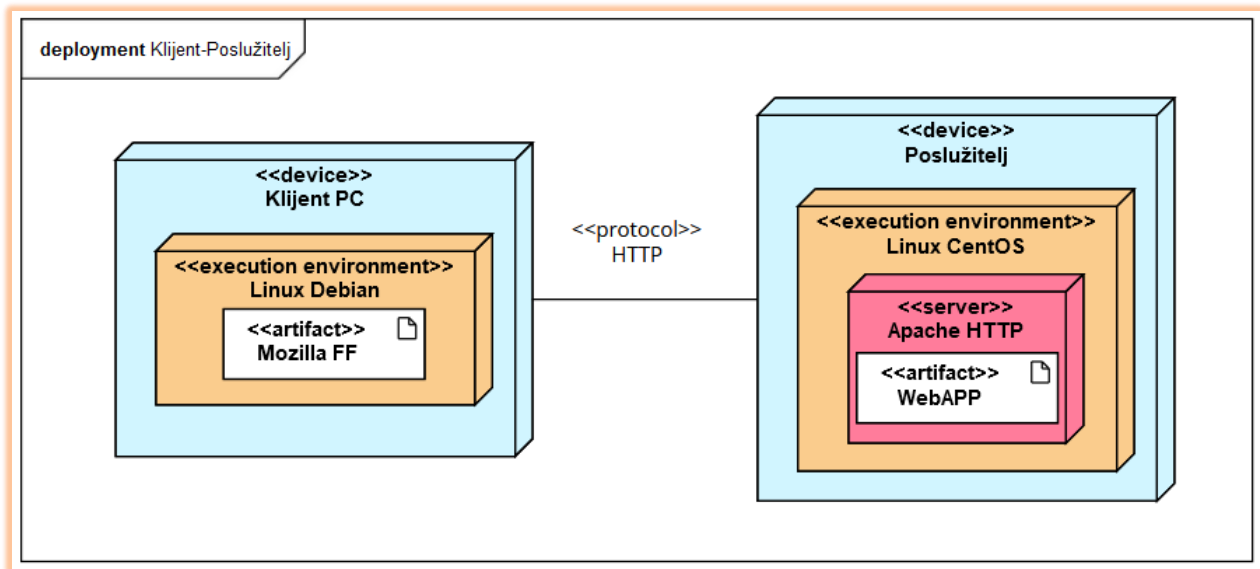 deployment Klijent-Poslužitelj
<<device>>
Klijent PC
<<execution environment>>
Linux Debian
<<artifact>>
Mozilla FF
<<protocol>>
HTTP
<<device>>
Poslužitelj
<<execution environment>>
Linux CentOS
<<server>>
Apache HTTP
<<artifact>>
WebAPP